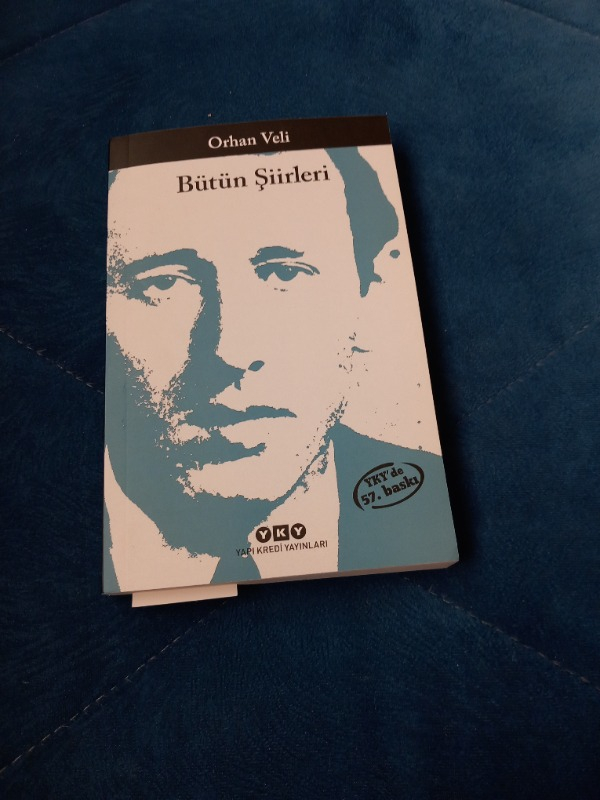 Orhan Veli
Bütün Şiirleri
YKY'de
57. baskı
YKY
YAPI KREDİ YAYINLARI